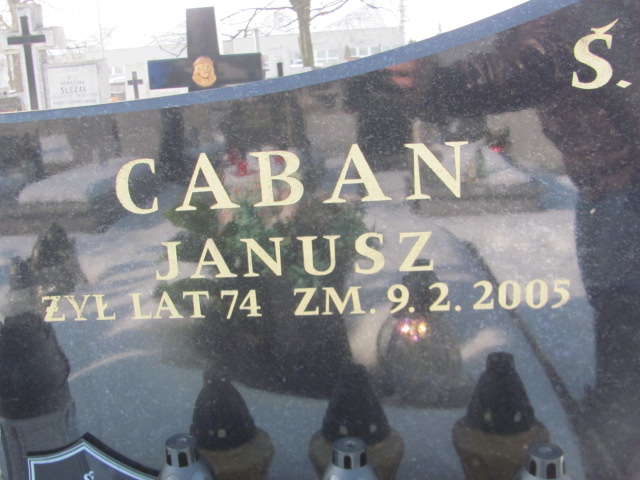 Ś.
CABAN
JANUSZ
ŻYŁ LAT 74 ZM. 9. 2. 2005
Ś.